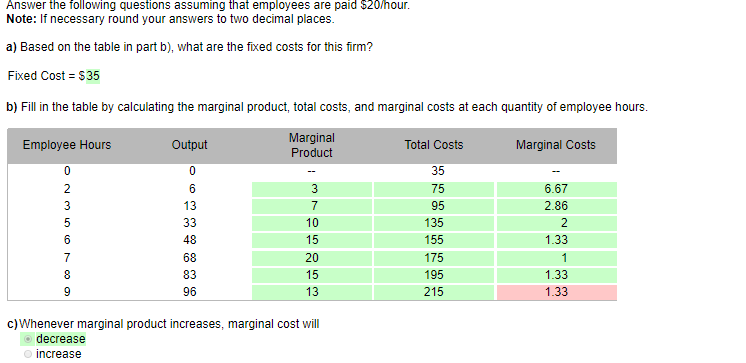 Answer the following questions assuming that employees are paid $20/hour.
Note: If necessary round your answers to two decimal places.
a) Based on the table in part b), what are the fixed costs for this firm?
Fixed Cost = $35
b) Fill in the table by calculating the marginal product, total costs, and marginal costs at each quantity of employee hours.
Employee Hours Output Marginal Product Total Costs Marginal Costs
0 0 -- 35 --
2 6 3 75 6.67
3 13 7 95 2.86
5 33 10 135 2
6 48 15 155 1.33
7 68 20 175 1
8 83 15 195 1.33
9 96 13 215 1.33
c) Whenever marginal product increases, marginal cost will
decrease
increase